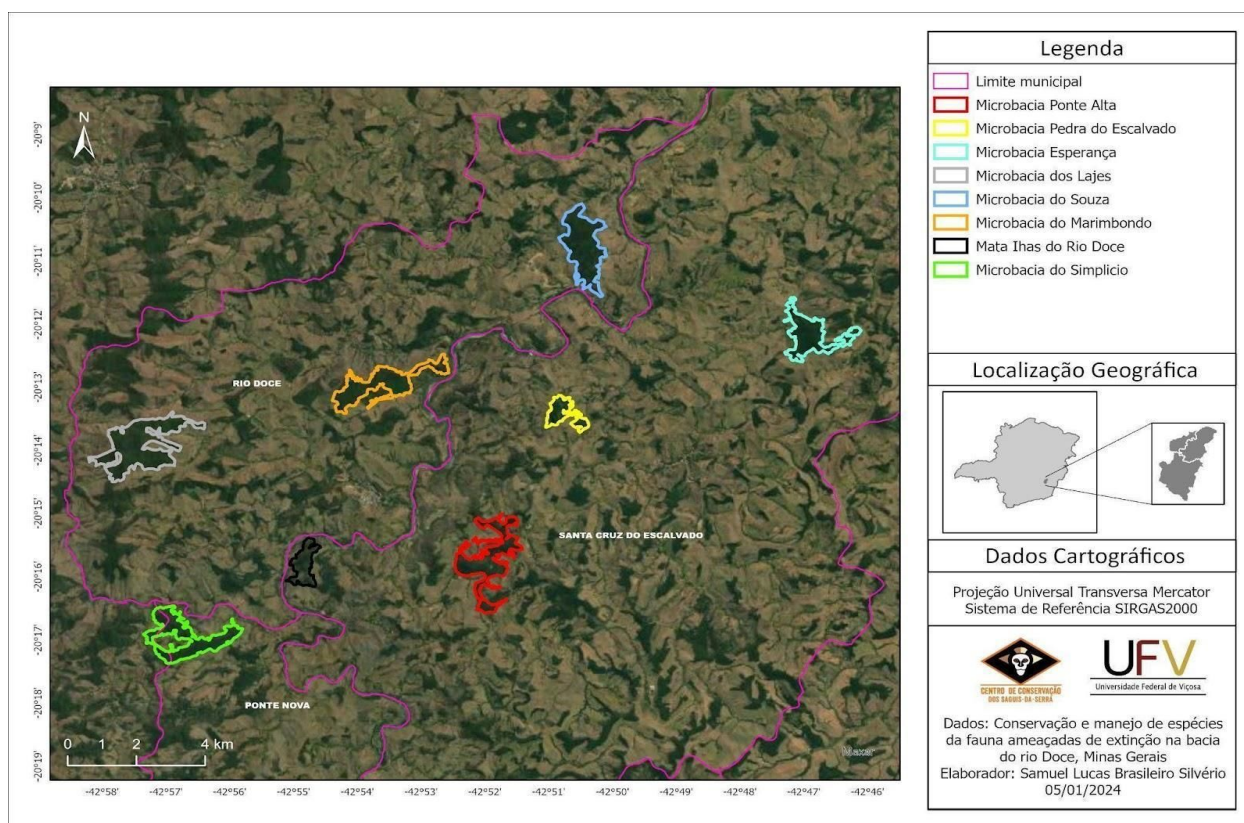 N
-20°9'
-20°10'
-20°11'
-20°12'
-20°13'
-20°14'
-20°15'
-20°16'
-20°17'
-20°18'
-20°19'
RIO DOCE
SANTA CRUZ DO ESCALVADO
PONTE NOVA
0 1 2 4 km
Maxar
-42°58' -42°57' -42°56' -42°55' -42°54' -42°53' -42°52' -42°51' -42°50' -42°49' -42°48' -42°47' -42°46'
Legenda
Limite municipal
Microbacia Ponte Alta
Microbacia Pedra do Escalvado
Microbacia Esperança
Microbacia dos Lajes
Microbacia do Souza
Microbacia do Marimbondo
Mata Ihas do Rio Doce
Microbacia do Simplicio
Localização Geográfica
Dados Cartográficos
Projeção Universal Transversa Mercator
Sistema de Referência SIRGAS2000
CENTRO DE CONSERVAÇÃO
DOS SAGUIS-DA-SERRA
UFV
Universidade Federal de Viçosa
Dados: Conservação e manejo de espécies
da fauna ameaçadas de extinção na bacia
do rio Doce, Minas Gerais
Elaborador: Samuel Lucas Brasileiro Silvério
05/01/2024